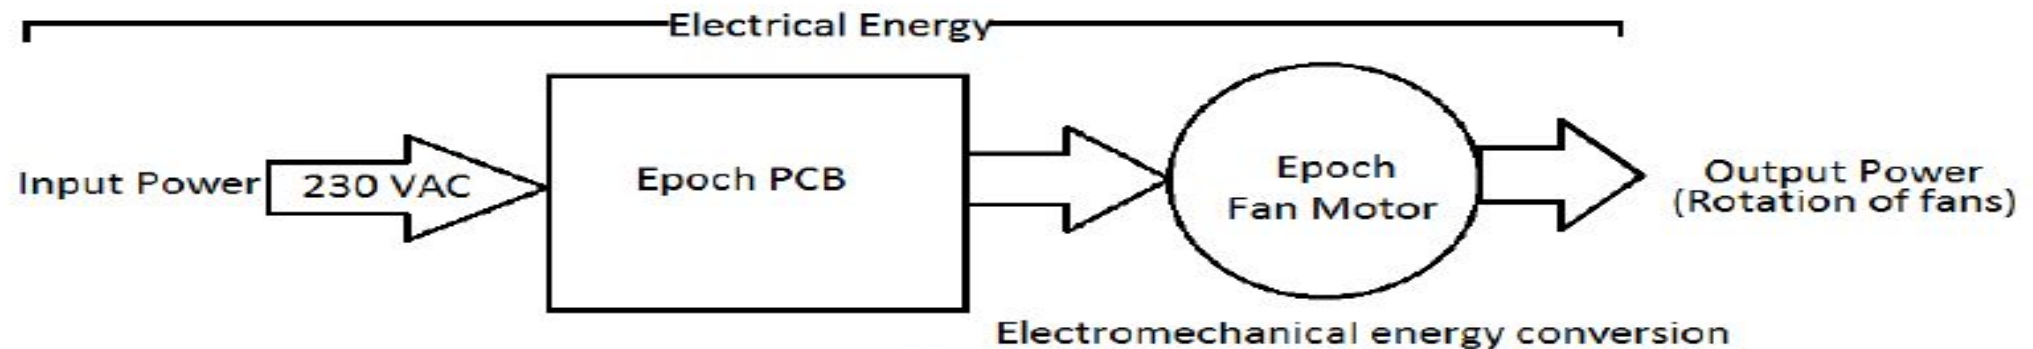 Electrical Energy
Input Power
230 VAC
Epoch PCB
Epoch
Fan Motor
Output Power
(Rotation of fans)
Electromechanical energy conversion